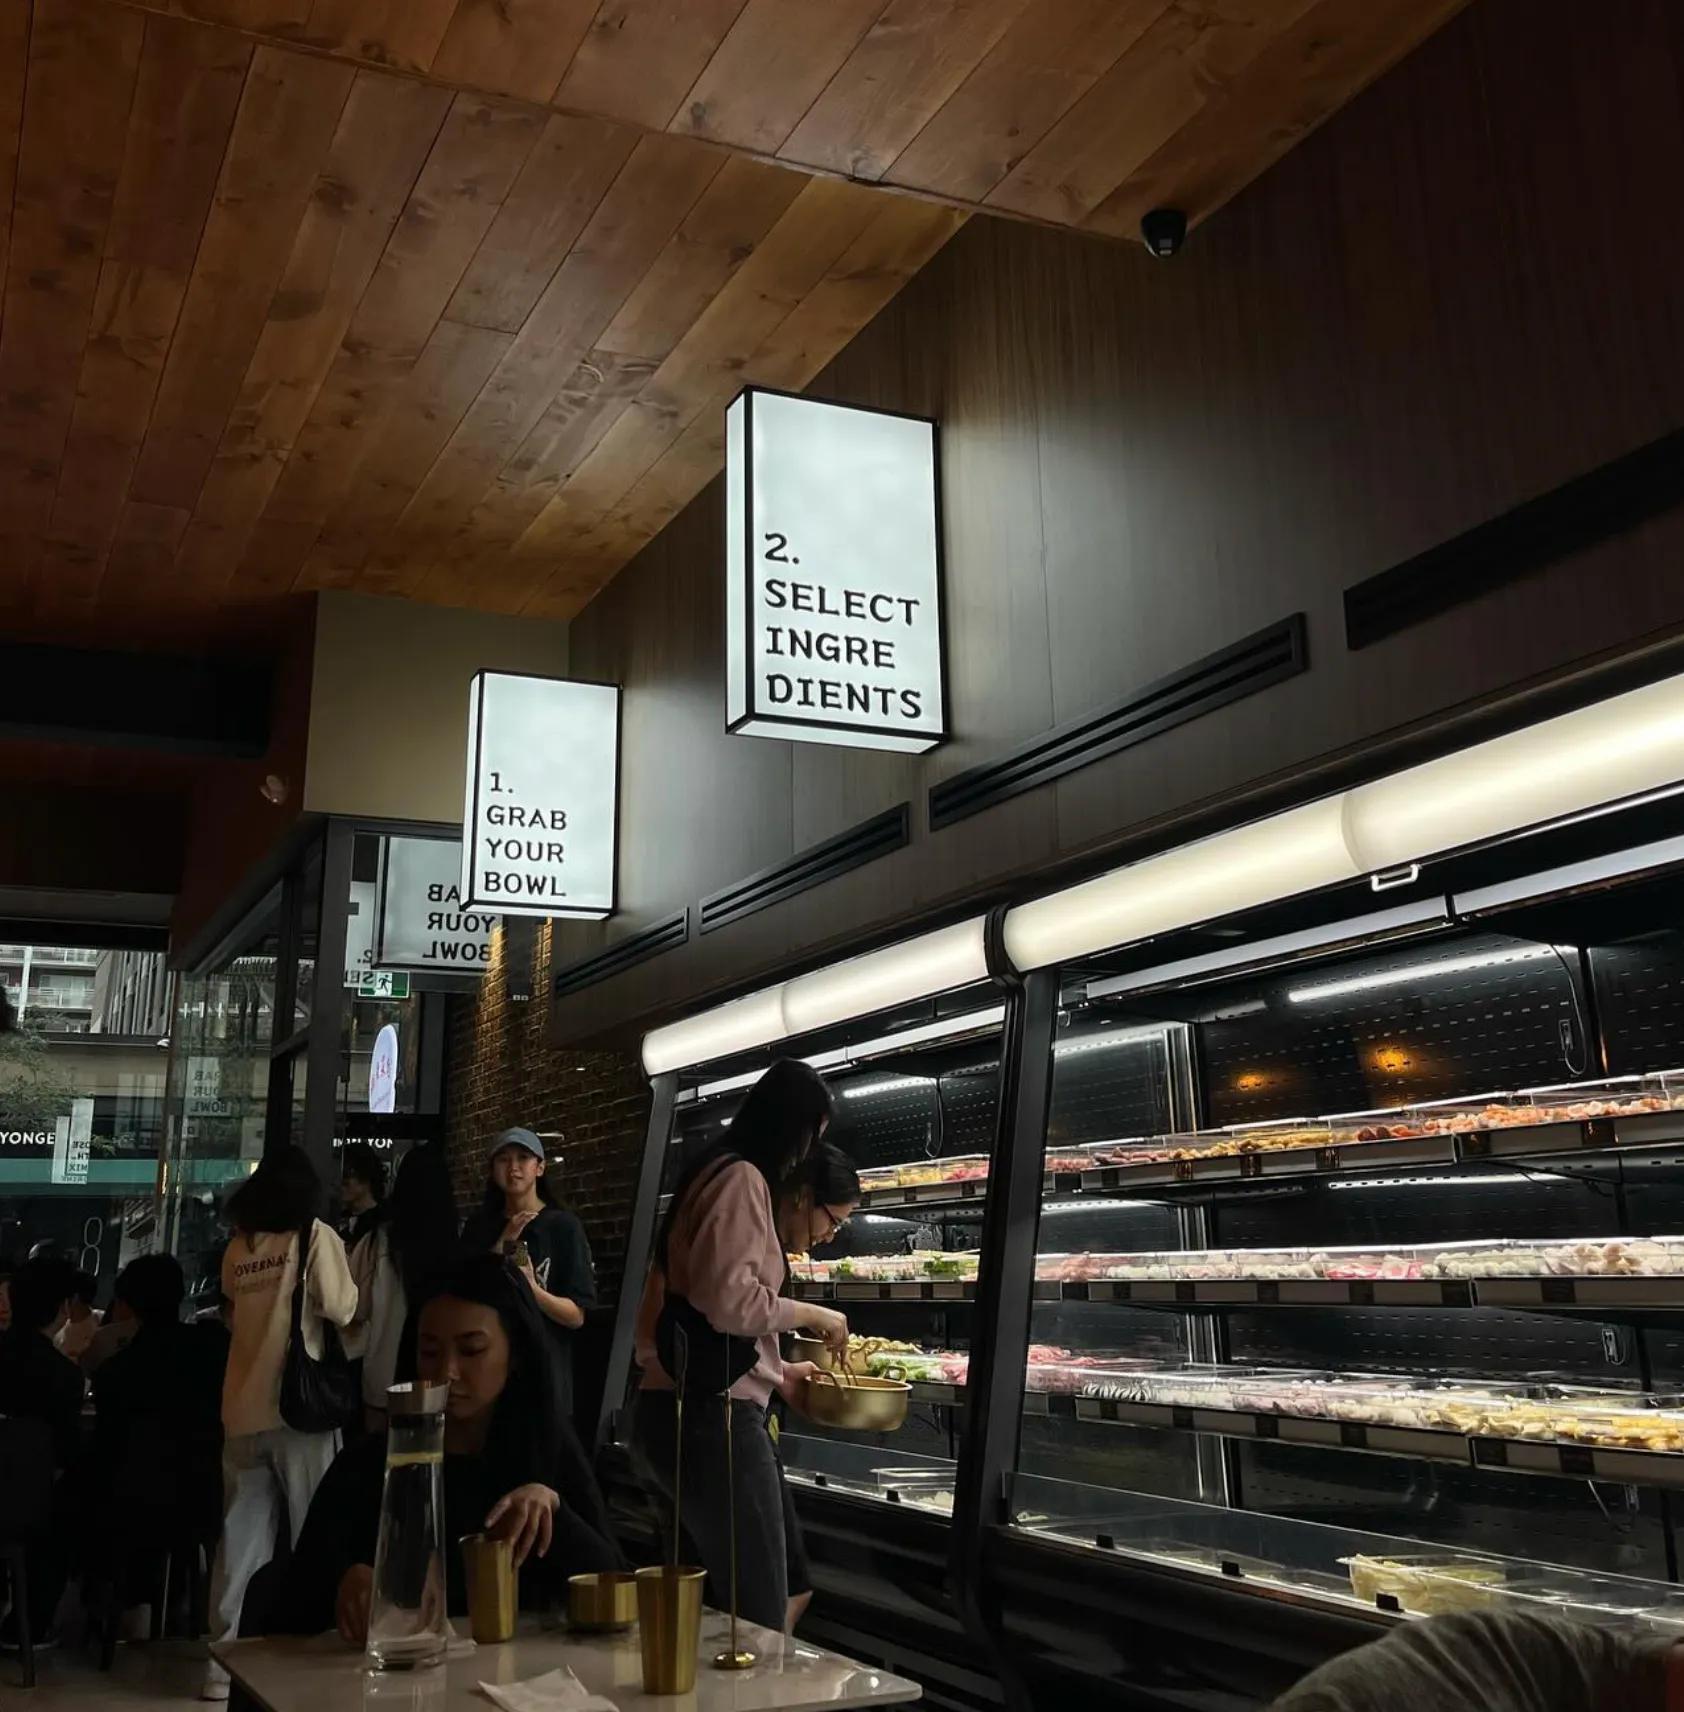 2.
SELECT
INGRE
DIENTS
1.
GRAB
YOUR
BOWL
YONGE